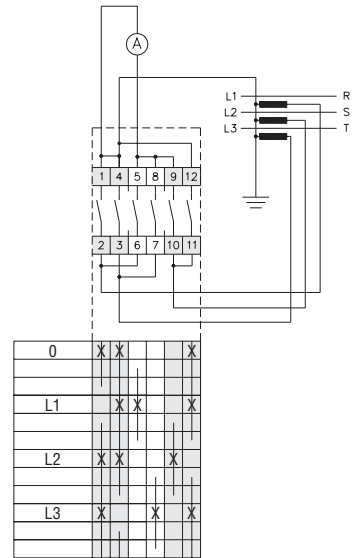 A
L1 R
L2 S
L3 T
1 4 5 8 9 12
2 3 6 7 10 11
0 X X X
L1 X X X
L2 X X X
L3 X X X